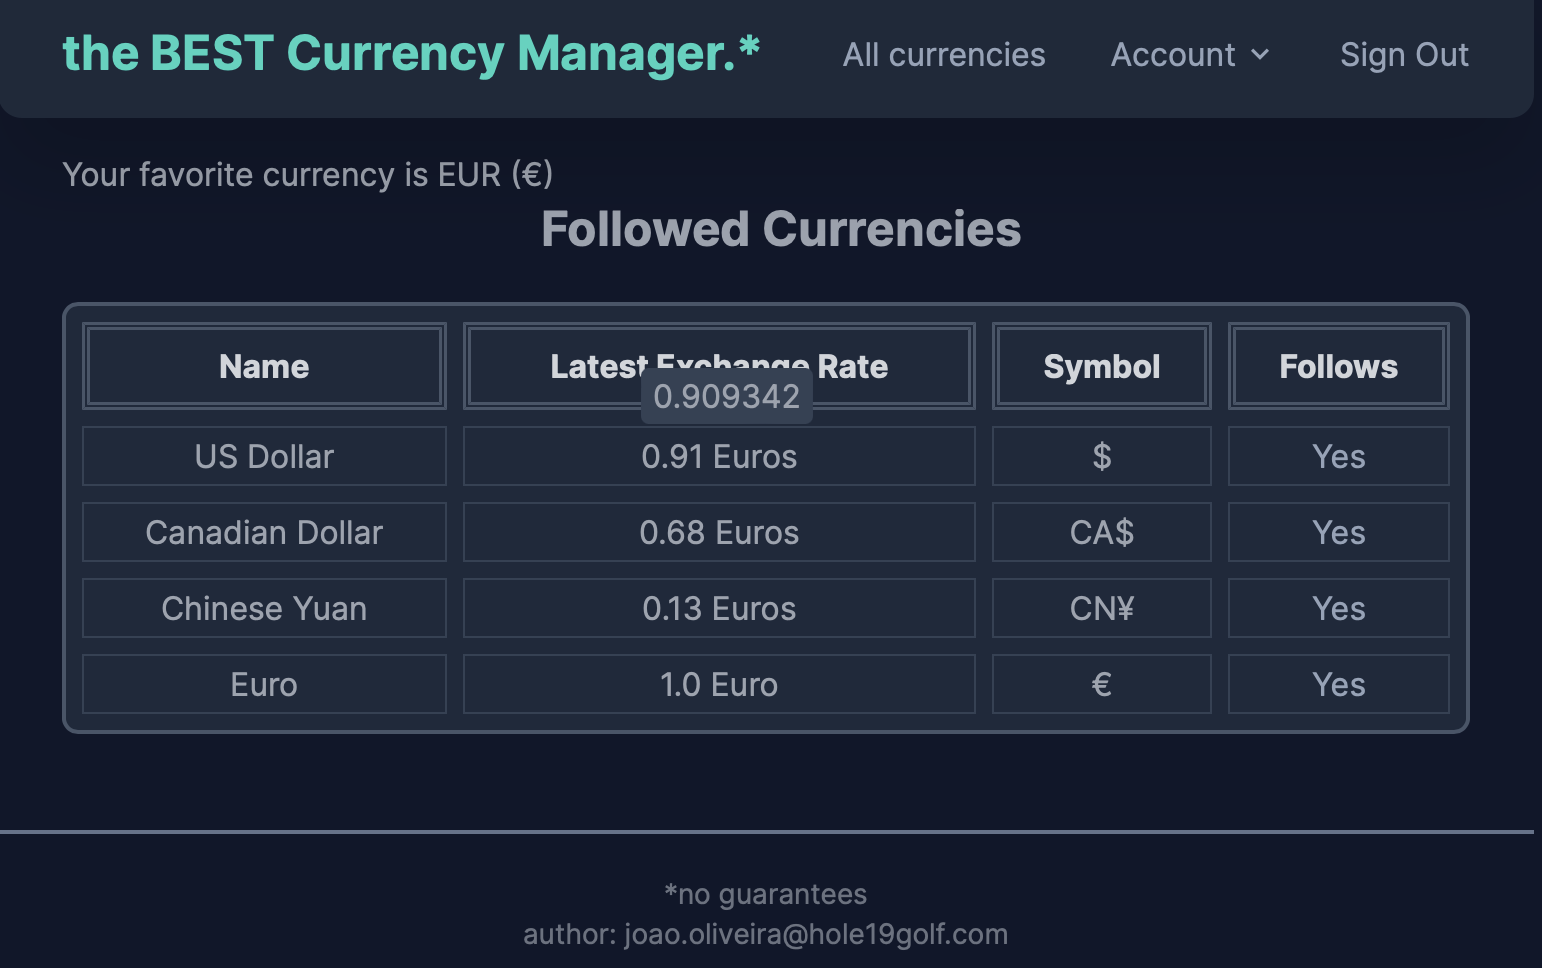 the BEST Currency Manager.* All currencies Account Sign Out
Your favorite currency is EUR (€)
Followed Currencies
Name Latest Exchange Rate Symbol Follows
0.909342
US Dollar 0.91 Euros $ Yes
Canadian Dollar 0.68 Euros CA$ Yes
Chinese Yuan 0.13 Euros CN¥ Yes
Euro 1.0 Euro € Yes
*no guarantees
author: joao.oliveira@hole19golf.com